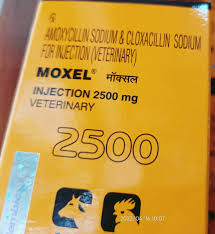 ℞
AMOXYCILLIN SODIUM & CLOXACILLIN SODIUM
FOR INJECTION (VETERINARY)
MOXEL® मॉक्सल
INJECTION 2500 mg
VETERINARY
2500